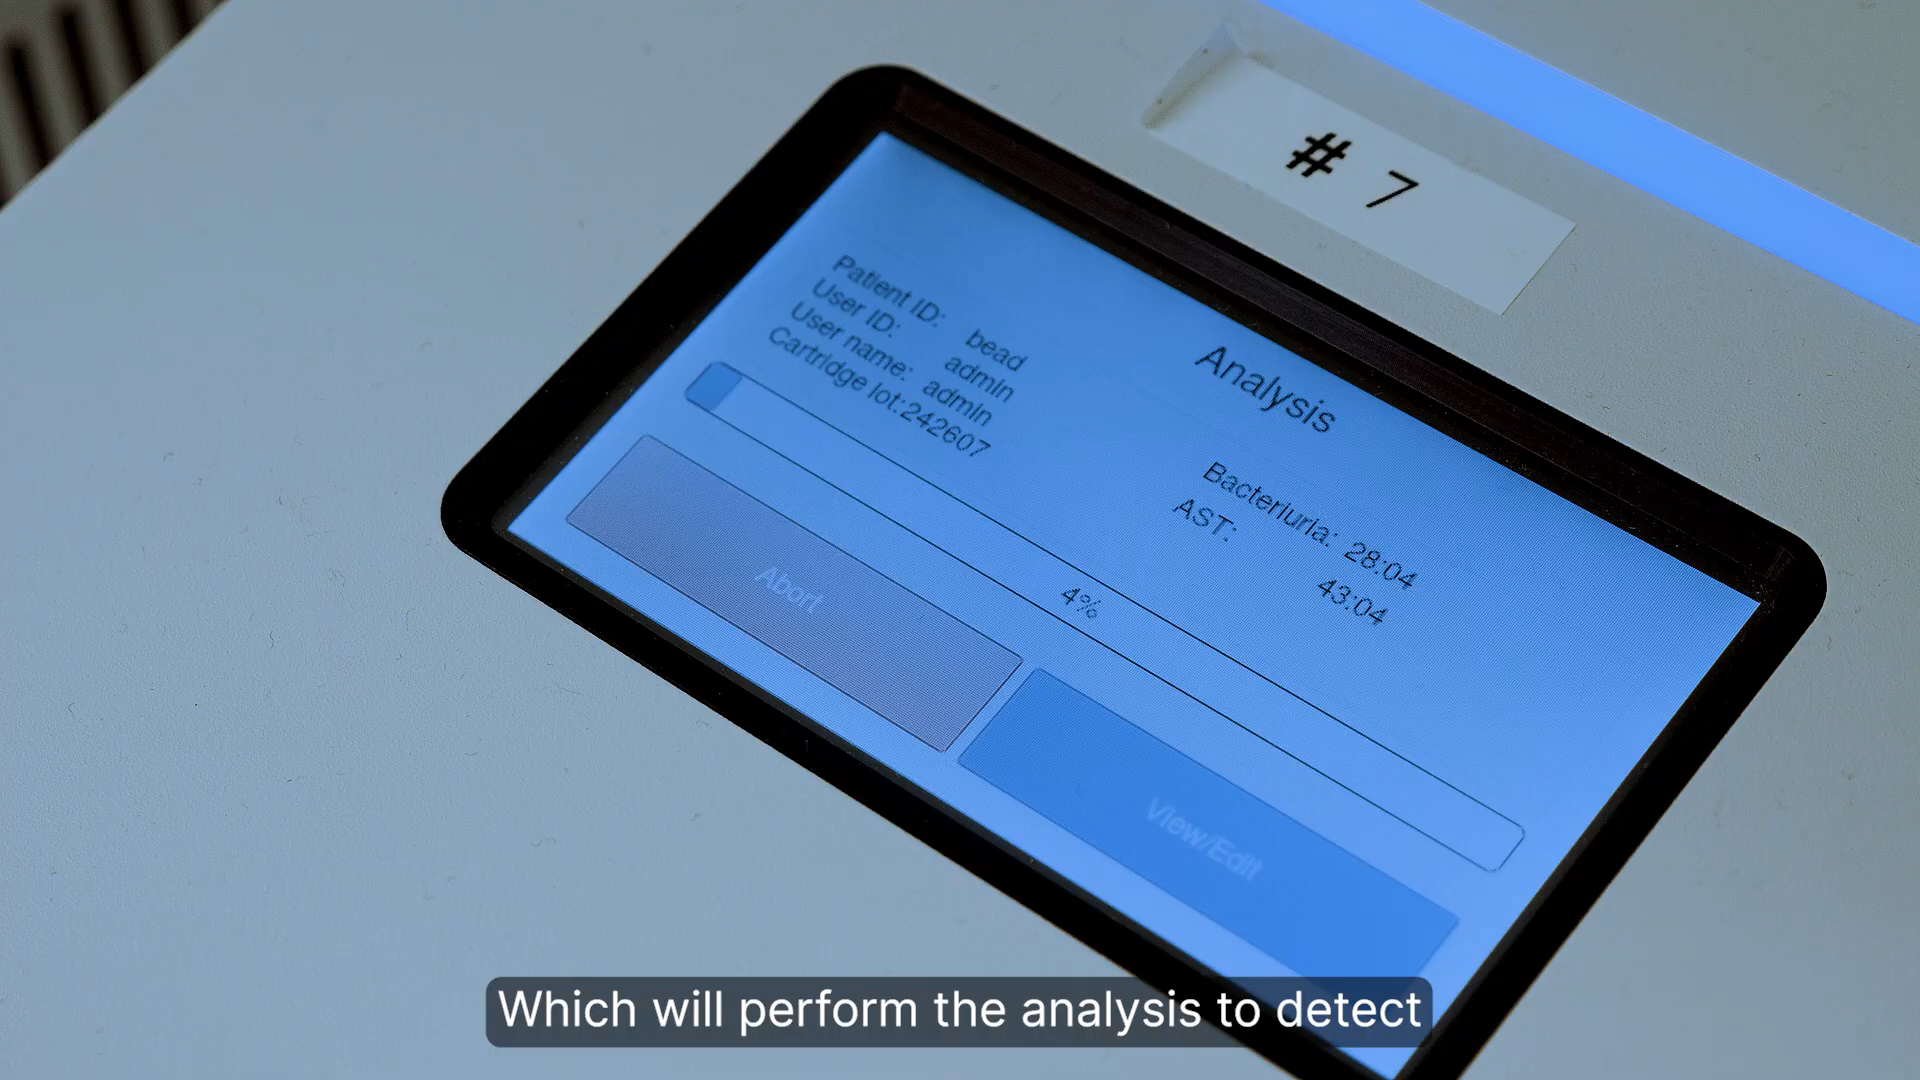 # 7
Analysis
Patient ID: bead
User ID: admin
User name: admin
Cartridge lot:242607
Bacteriuria: 28:04
AST: 43:04
4%
Abort
View/Edit
Which will perform the analysis to detect